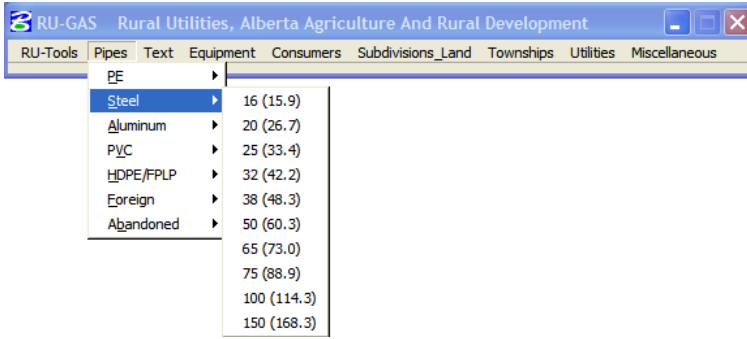 RU-GAS Rural Utilities, Alberta Agriculture And Rural Development
RU-Tools Pipes Text Equipment Consumers Subdivisions_Land Townships Utilities Miscellaneous
PE
Steel
Aluminum
PVC
HDPE/FPLP
Foreign
Abandoned
16 (15.9)
20 (26.7)
25 (33.4)
32 (42.2)
38 (48.3)
50 (60.3)
65 (73.0)
75 (88.9)
100 (114.3)
150 (168.3)